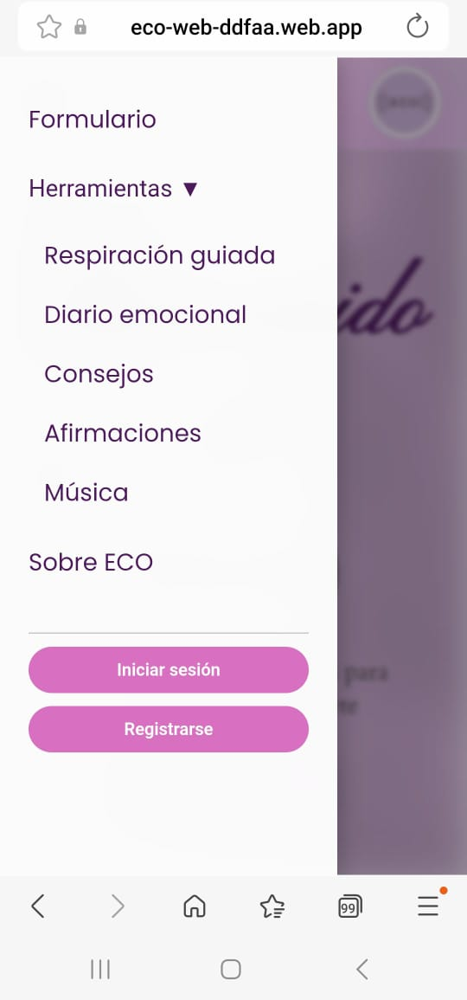 eco-web-ddfaa.web.app
Formulario
Herramientas ▼
Respiración guiada
Diario emocional
Consejos
Afirmaciones
Música
Sobre ECO
para
Iniciar sesión
Registrarse
99